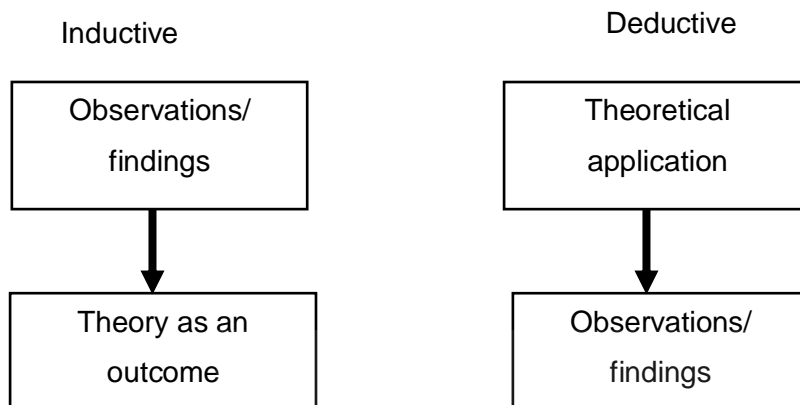 Inductive
Deductive
Observations/
findings
Theoretical
application
Theory as an
outcome
Observations/
findings